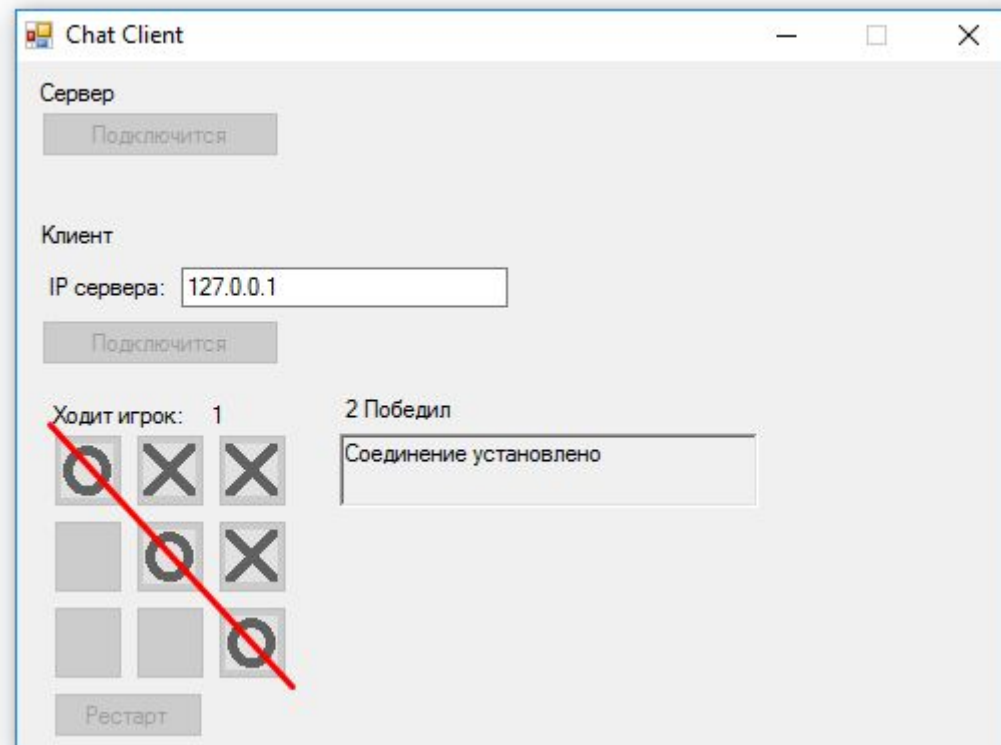 Chat Client
Сервер
Подключится
Клиент
IP сервера: 127.0.0.1
Подключится
Ходит игрок: 1
2 Победил
Соединение установлено
O X X
O X
O
Рестарт